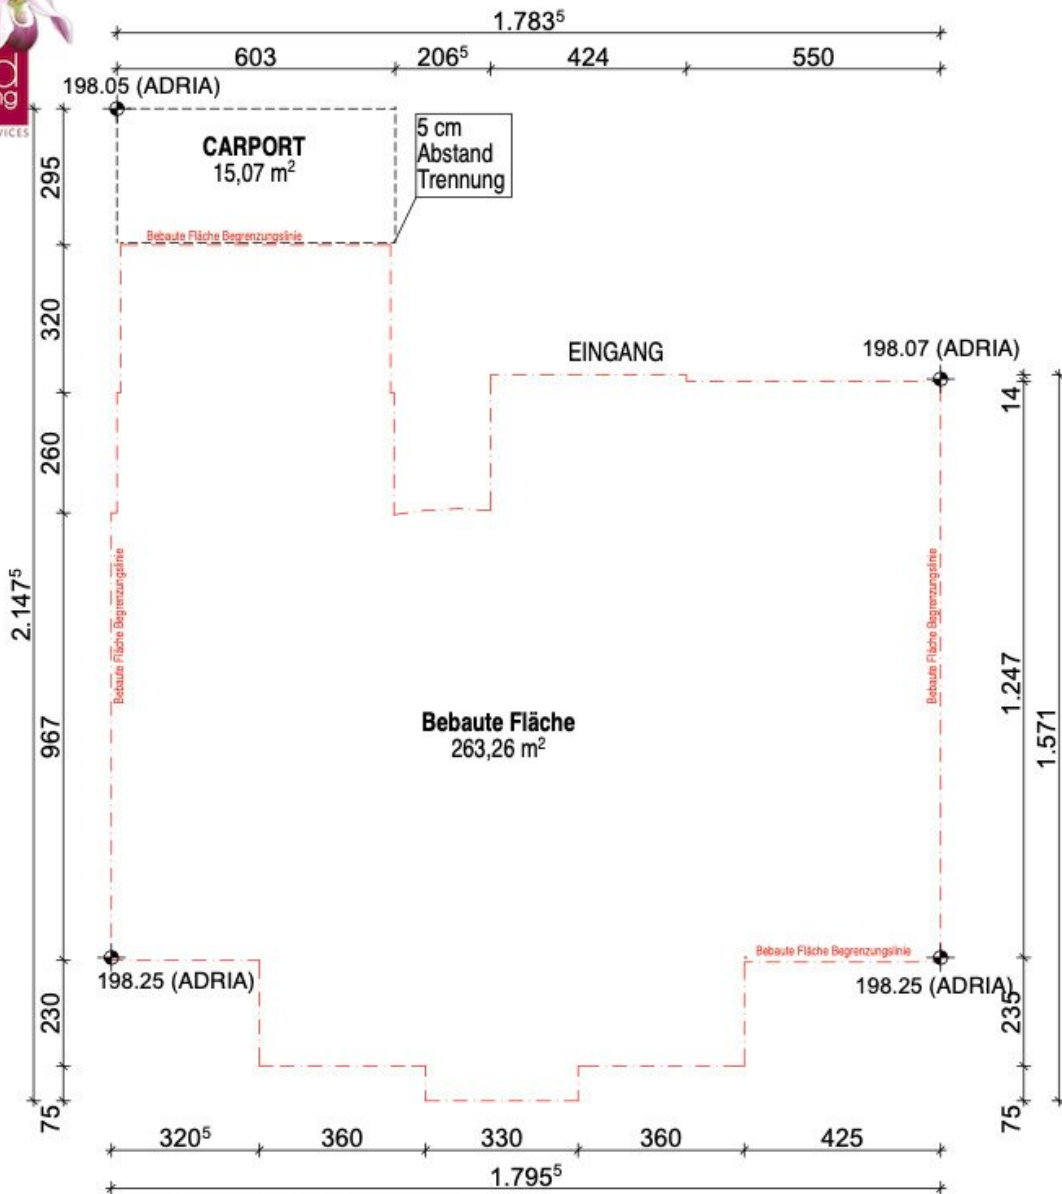 1.783⁵
603
206⁵
424
550
VICES
198.05 (ADRIA)
CARPORT
15,07 m²
5 cm
Abstand
Trennung
295
Bebaute Fläche Begrenzungslinie
320
EINGANG
198.07 (ADRIA)
14
260
2.147⁵
Bebaute Fläche Begrenzungslinie
Bebaute Fläche Begrenzungslinie
1.247
1.571
967
Bebaute Fläche
263,26 m²
Bebaute Fläche Begrenzungslinie
198.25 (ADRIA)
198.25 (ADRIA)
230
235
75
75
320⁵
360
330
360
425
1.795⁵